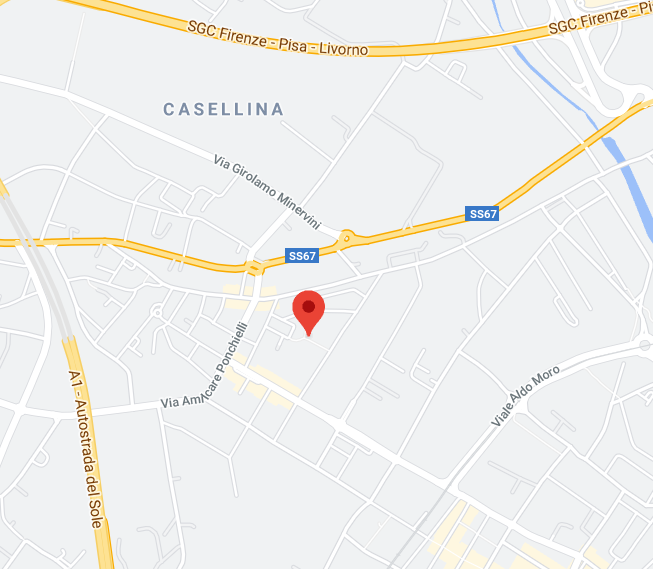 SGC Firenze - Pisa - Livorno
SGC Firenze - Pi
CASELLINA
Via Girolamo Minervini
SS67
SS67
Via Amilcare Ponchielli
Viale Aldo Moro
A1 - Autostrada del Sole